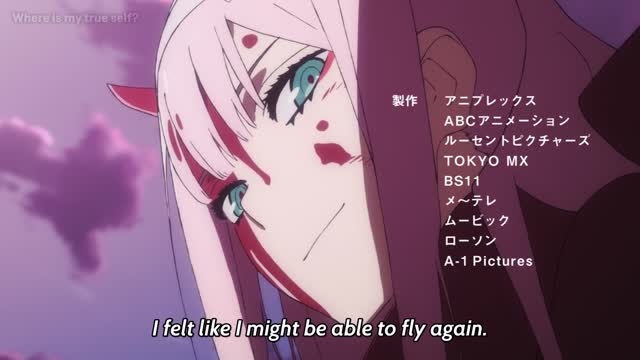 Where is my true self?
製作 アニプレックス
ABCアニメーション
ルーセントピクチャーズ
TOKYO MX
BS11
メ〜テレ
ムービック
ローソン
A-1 Pictures
I felt like I might be able to fly again.